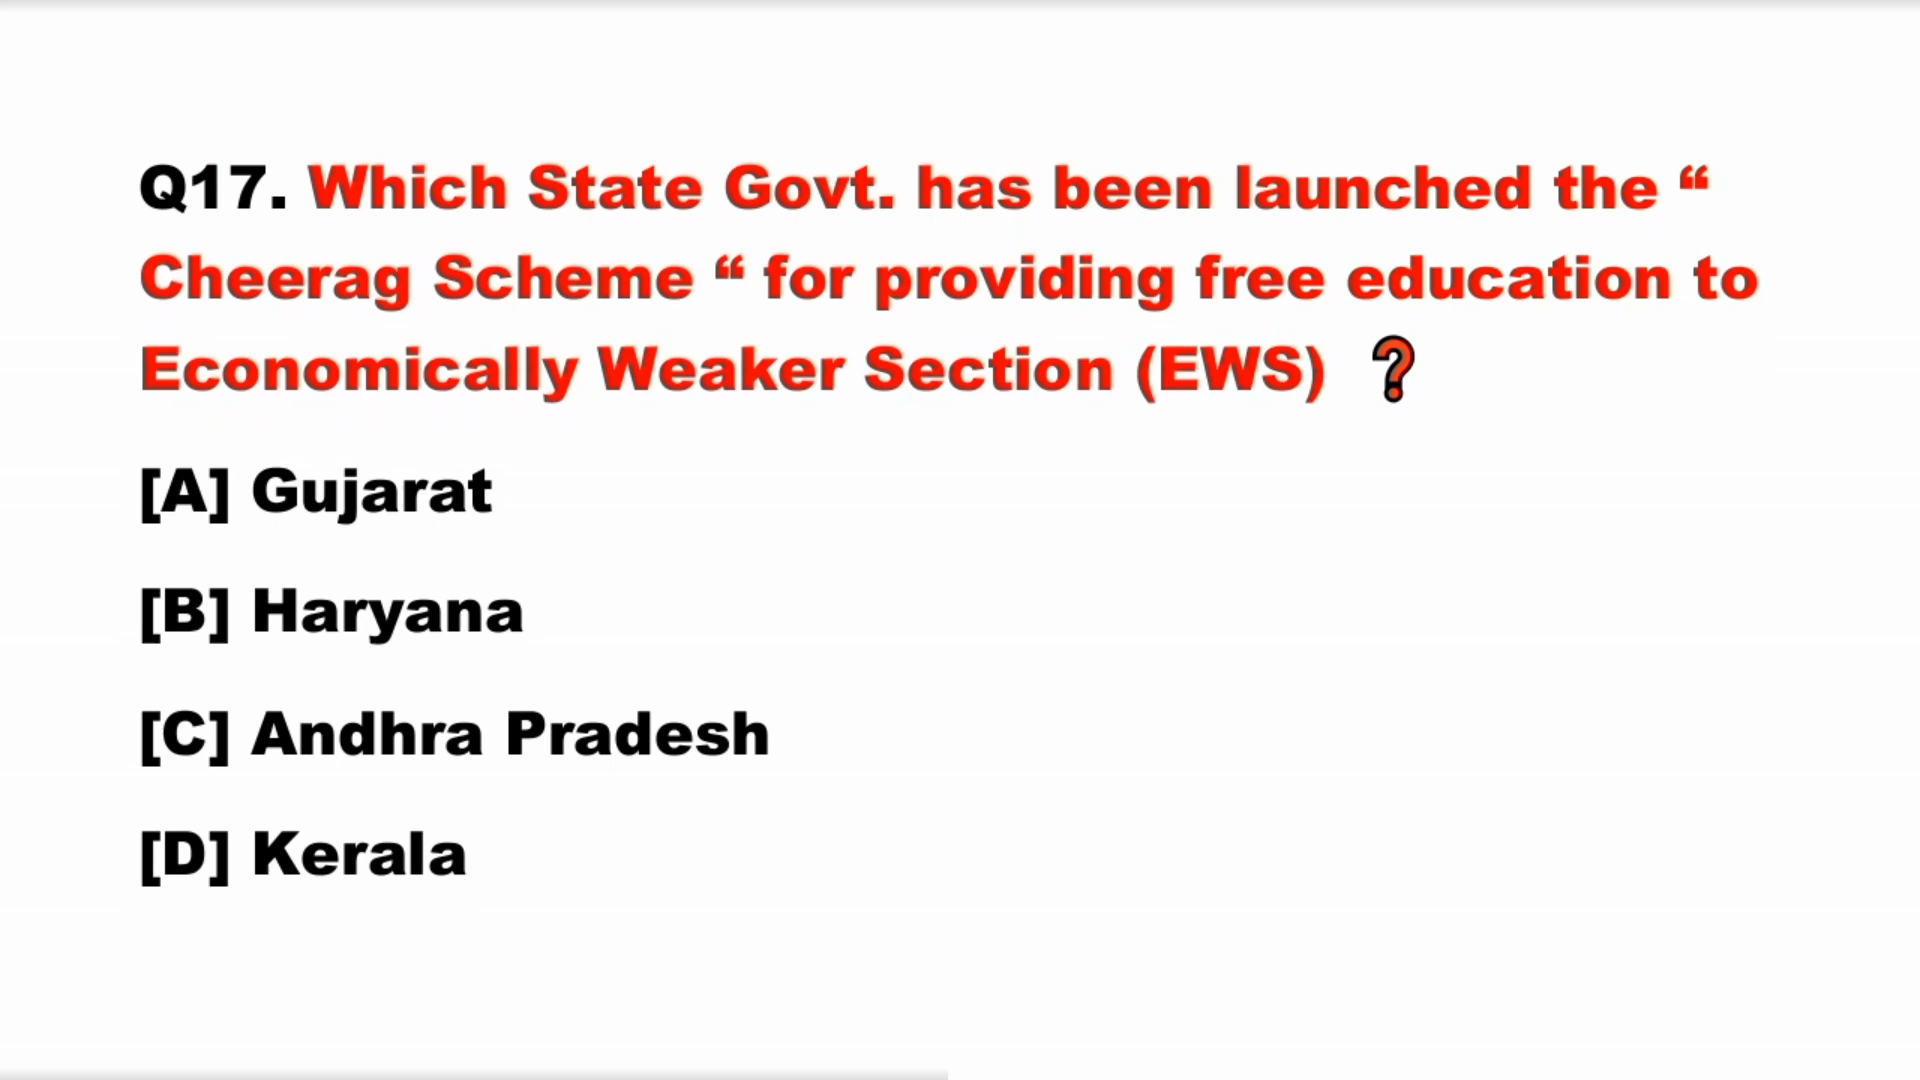 Q17. Which State Govt. has been launched the “
Cheerag Scheme “ for providing free education to
Economically Weaker Section (EWS) ❓
[A] Gujarat
[B] Haryana
[C] Andhra Pradesh
[D] Kerala